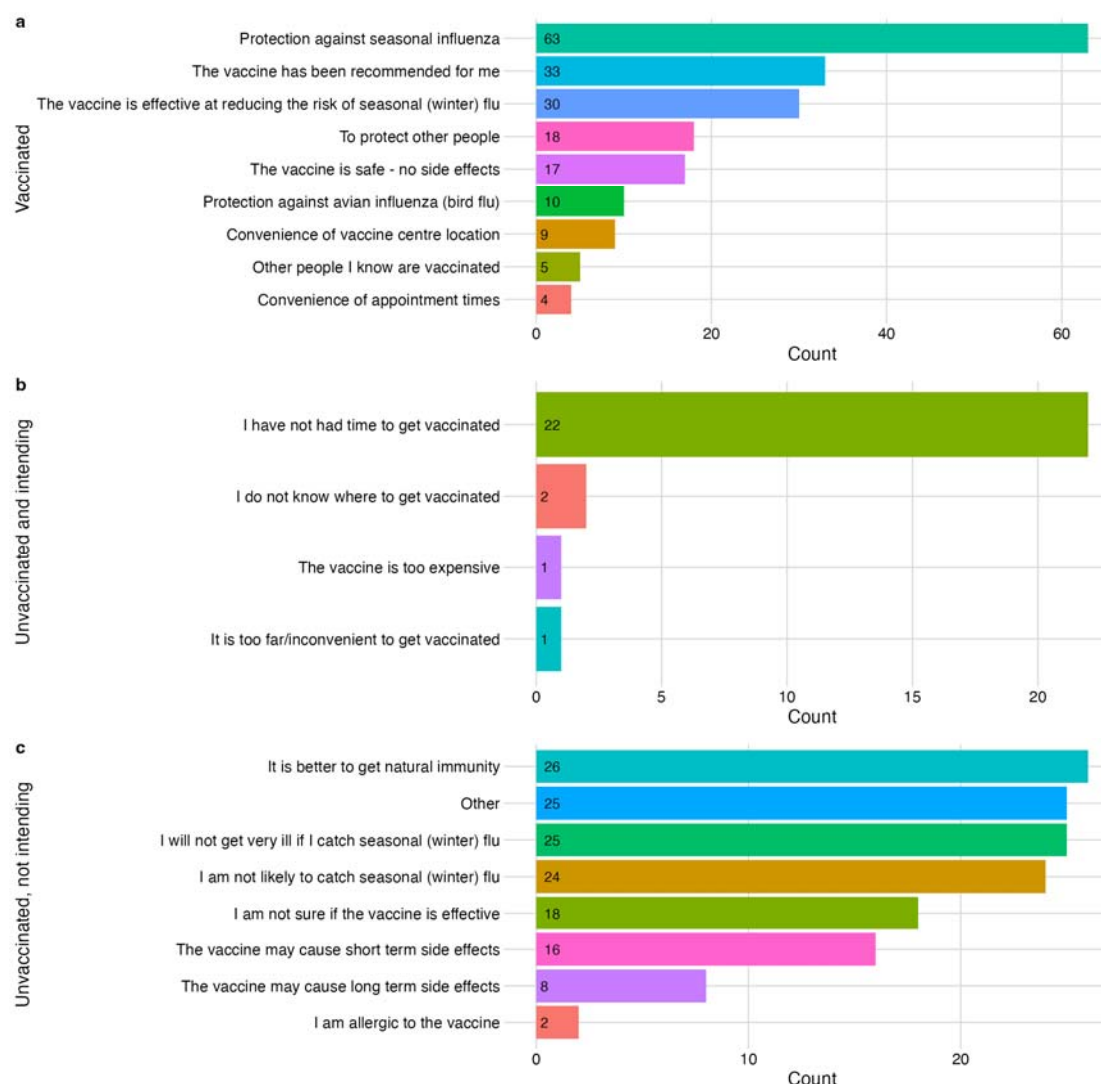 a
Vaccinated
Protection against seasonal influenza 63
The vaccine has been recommended for me 33
The vaccine is effective at reducing the risk of seasonal (winter) flu 30
To protect other people 18
The vaccine is safe - no side effects 17
Protection against avian influenza (bird flu) 10
Convenience of vaccine centre location 9
Other people I know are vaccinated 5
Convenience of appointment times 4
0 20 40 60
Count
b
Unvaccinated and intending
I have not had time to get vaccinated 22
I do not know where to get vaccinated 2
The vaccine is too expensive 1
It is too far/inconvenient to get vaccinated 1
0 5 10 15 20
Count
c
Unvaccinated, not intending
It is better to get natural immunity 26
Other 25
I will not get very ill if I catch seasonal (winter) flu 25
I am not likely to catch seasonal (winter) flu 24
I am not sure if the vaccine is effective 18
The vaccine may cause short term side effects 16
The vaccine may cause long term side effects 8
I am allergic to the vaccine 2
0 10 20
Count